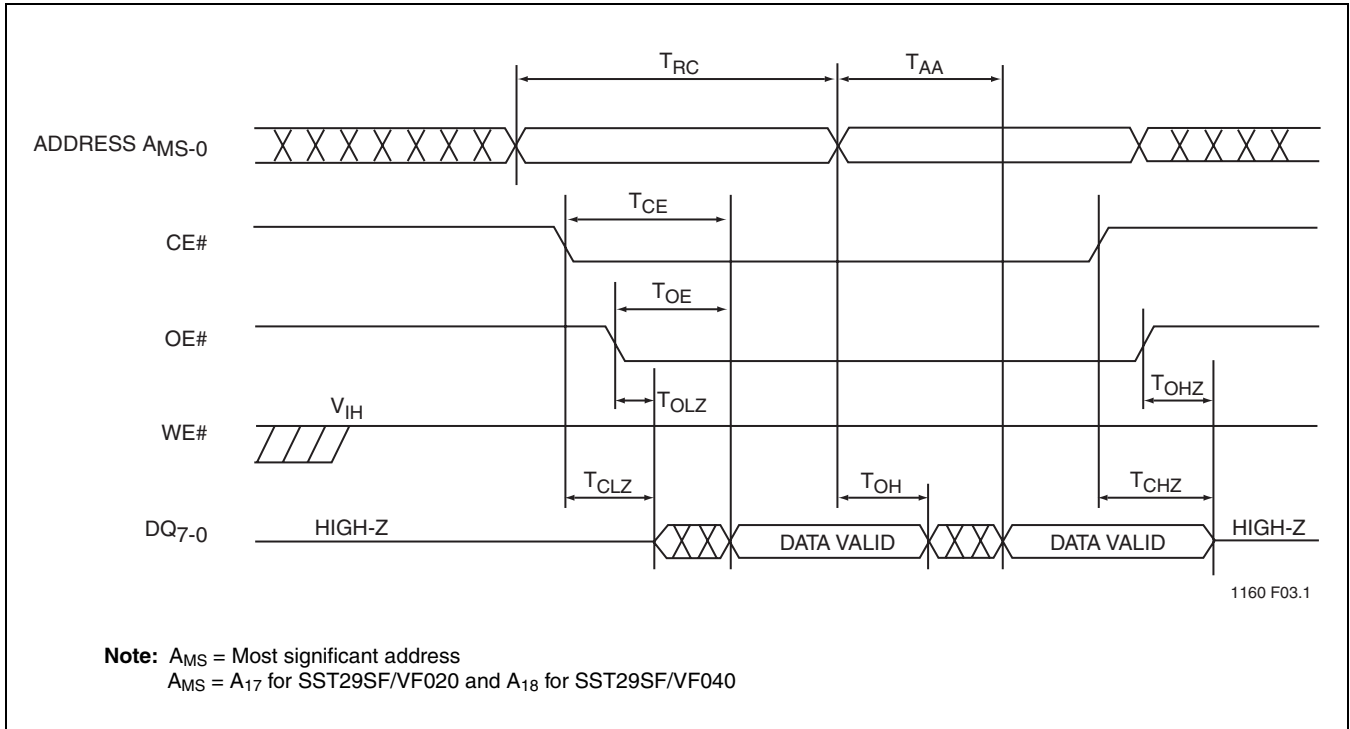 TRC TAA
ADDRESS AMS-0
TCE
CE#
TOE
OE#
TOHZ
TOLZ
VIH
WE#
TCLZ TOH TCHZ
DQ7-0 HIGH-Z DATA VALID DATA VALID HIGH-Z
1160 F03.1
Note: AMS = Most significant address
AMS = A17 for SST29SF/VF020 and A18 for SST29SF/VF040